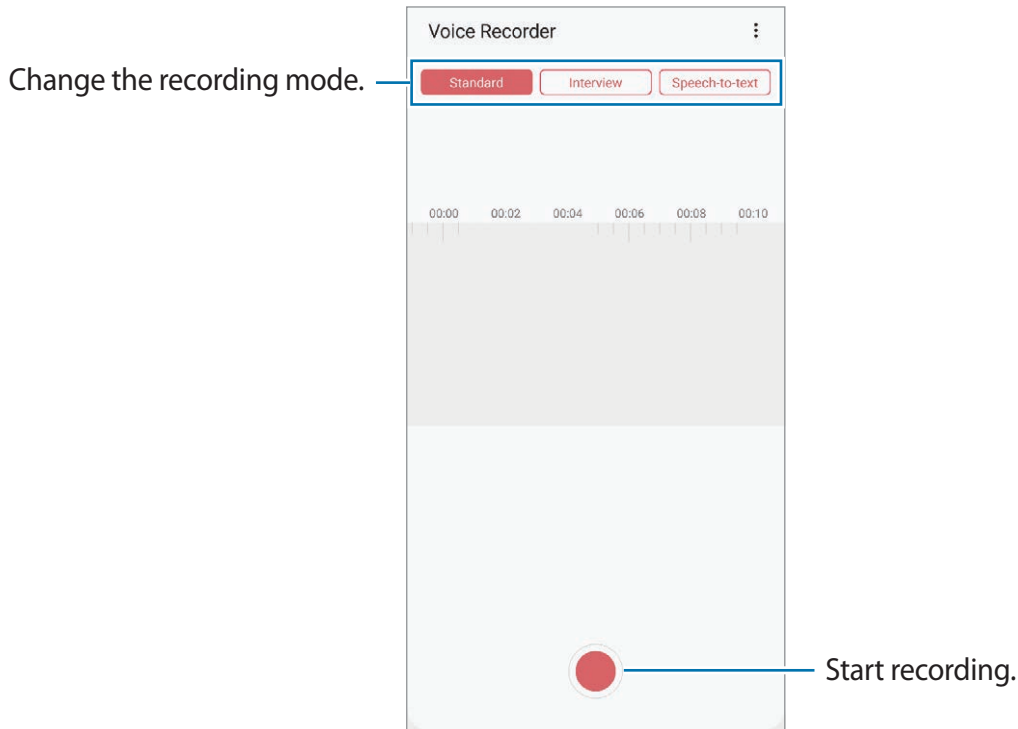 Voice Recorder
Change the recording mode.
Standard Interview Speech-to-text
00:00 00:02 00:04 00:06 00:08 00:10
Start recording.